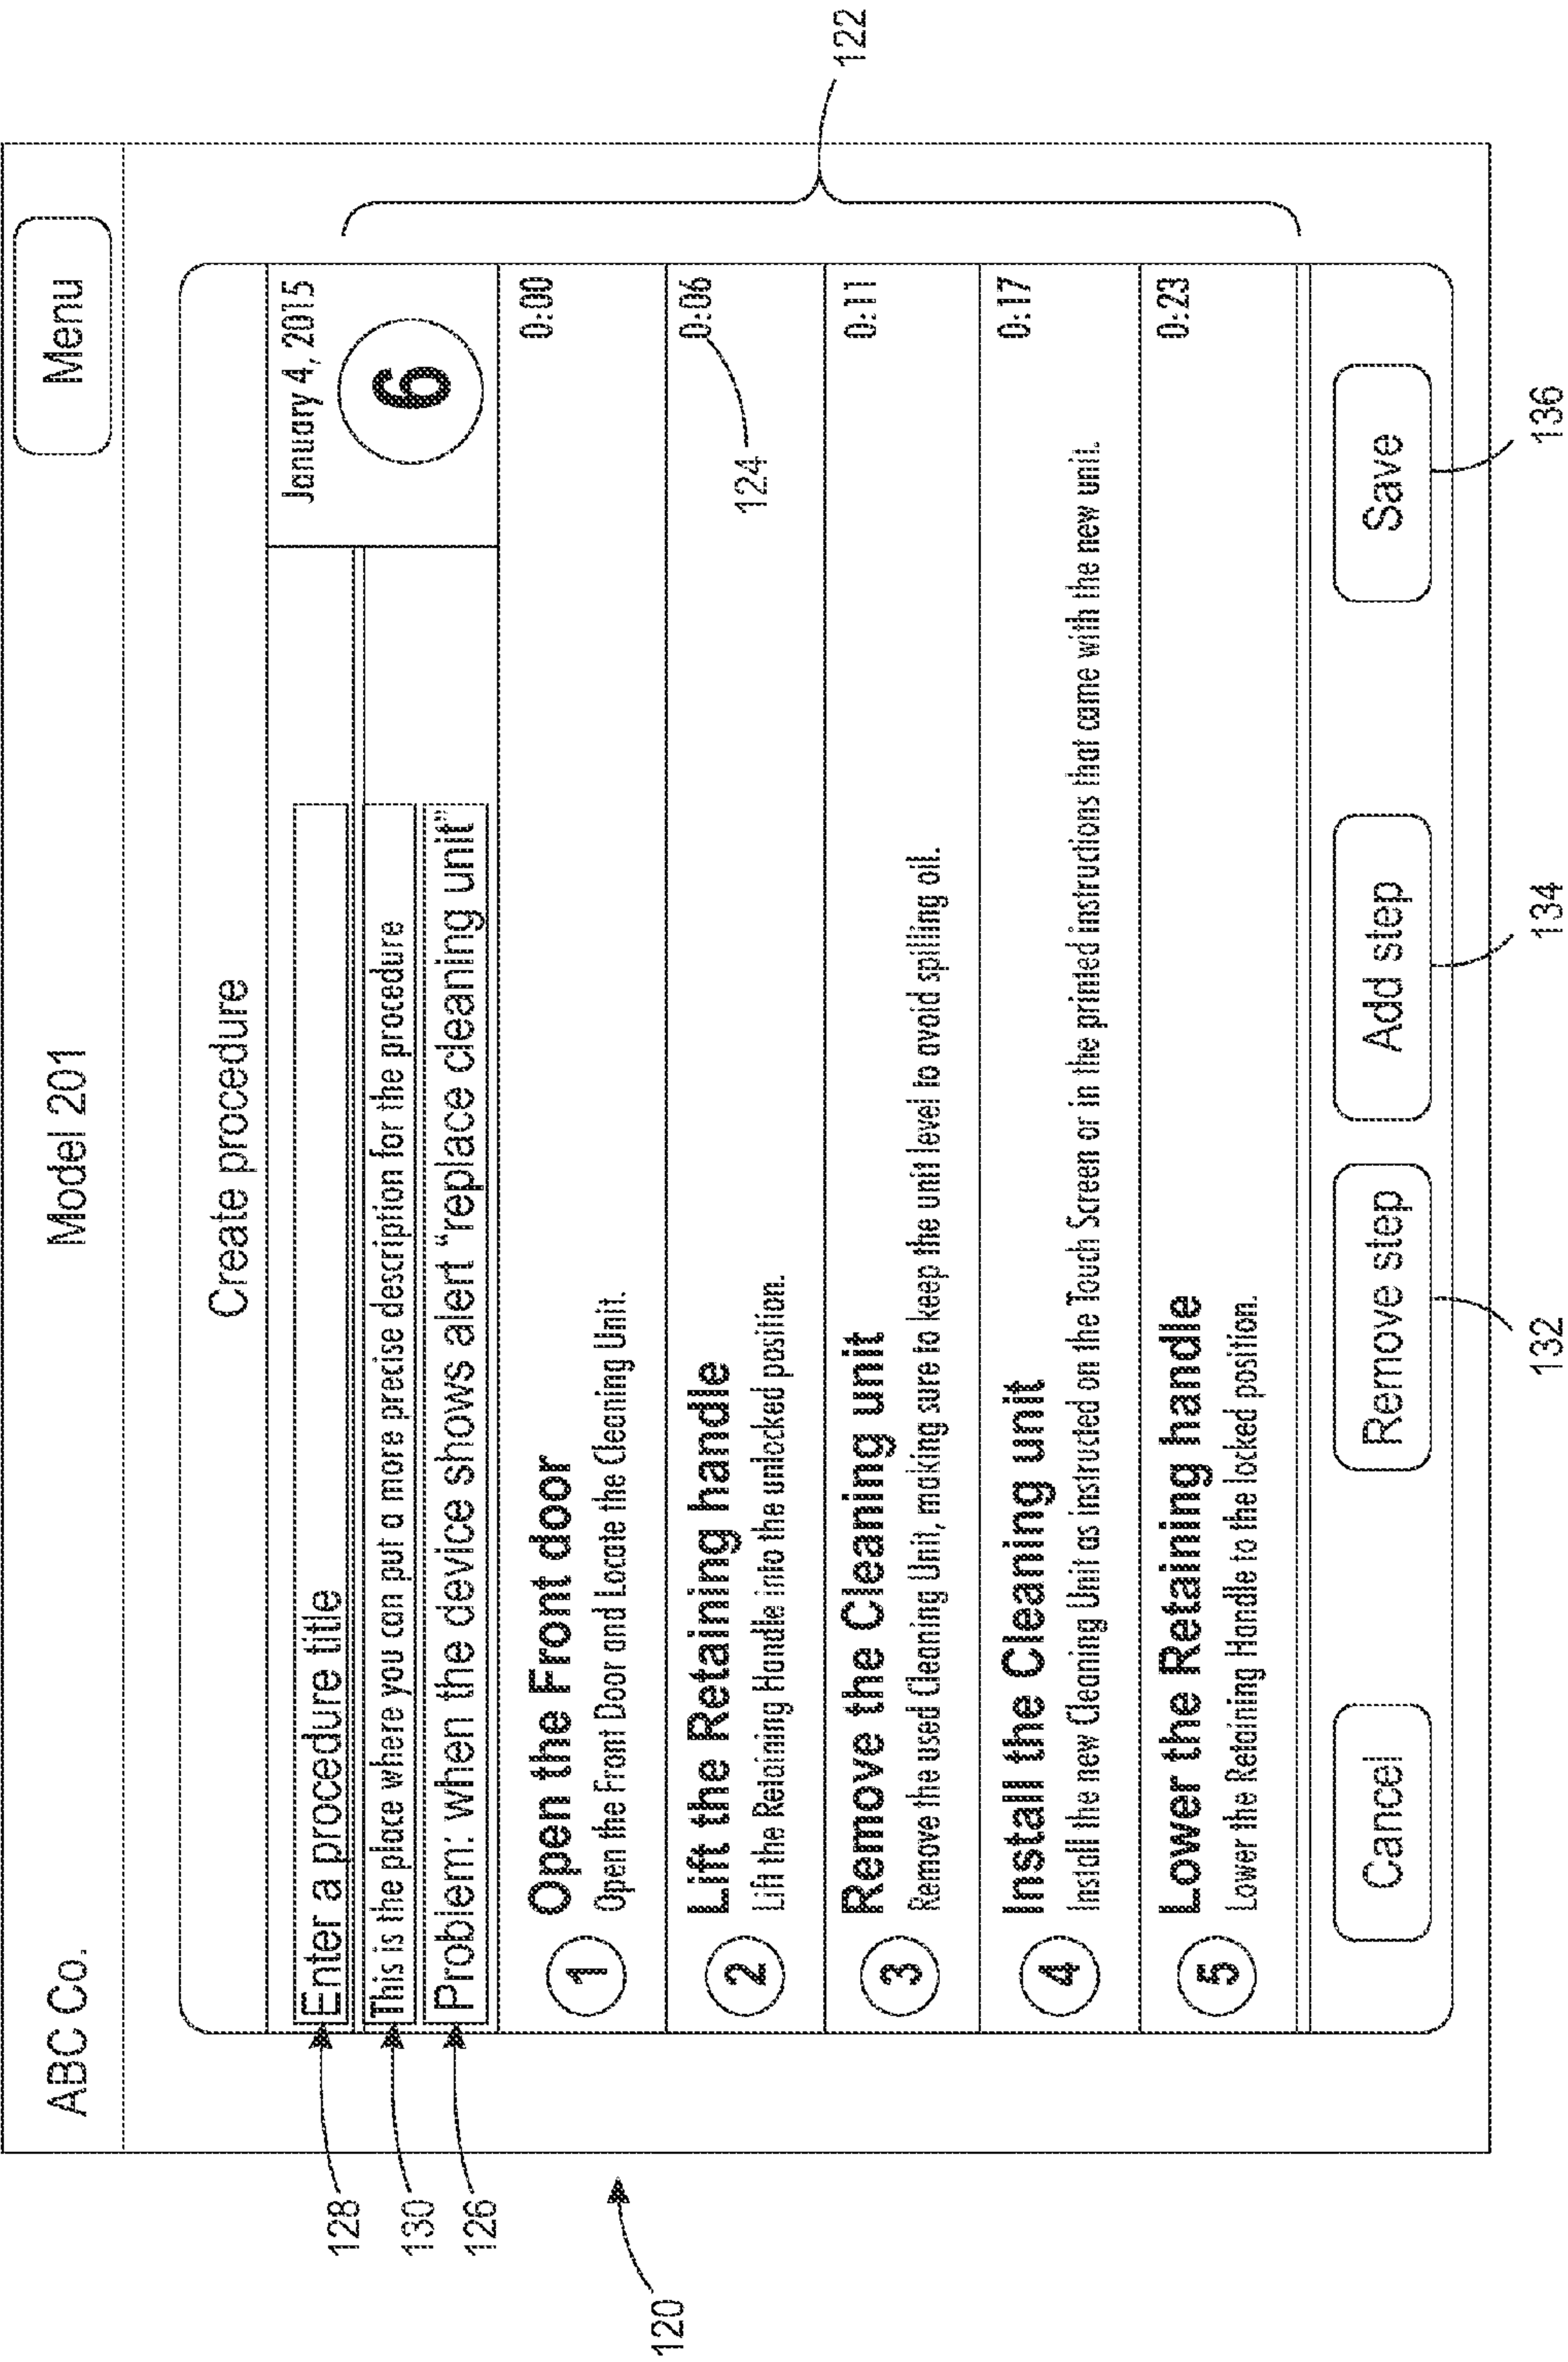 ABC Co.
Model 201
Menu
Create procedure
Enter a procedure title
January 4, 2015
This is the place where you can put a more precise description for the procedure
Problem: when the device shows alert "replace cleaning unit"
6
1
Open the Front door
0:00
Open the Front Door and Locate the Cleaning Unit.
2
Lift the Retaining handle
0:06
Lift the Retaining Handle into the unlocked position.
3
Remove the Cleaning unit
0:11
Remove the used Cleaning Unit, making sure to keep the unit level to avoid spilling oil.
4
Install the Cleaning unit
0:17
Install the new Cleaning Unit as instructed on the Touch Screen or in the printed instructions that came with the new unit.
5
Lower the Retaining handle
0:23
Lower the Retaining Handle to the locked position.
Cancel
Remove step
Add step
Save
128
130
126
120
124
122
132
134
136